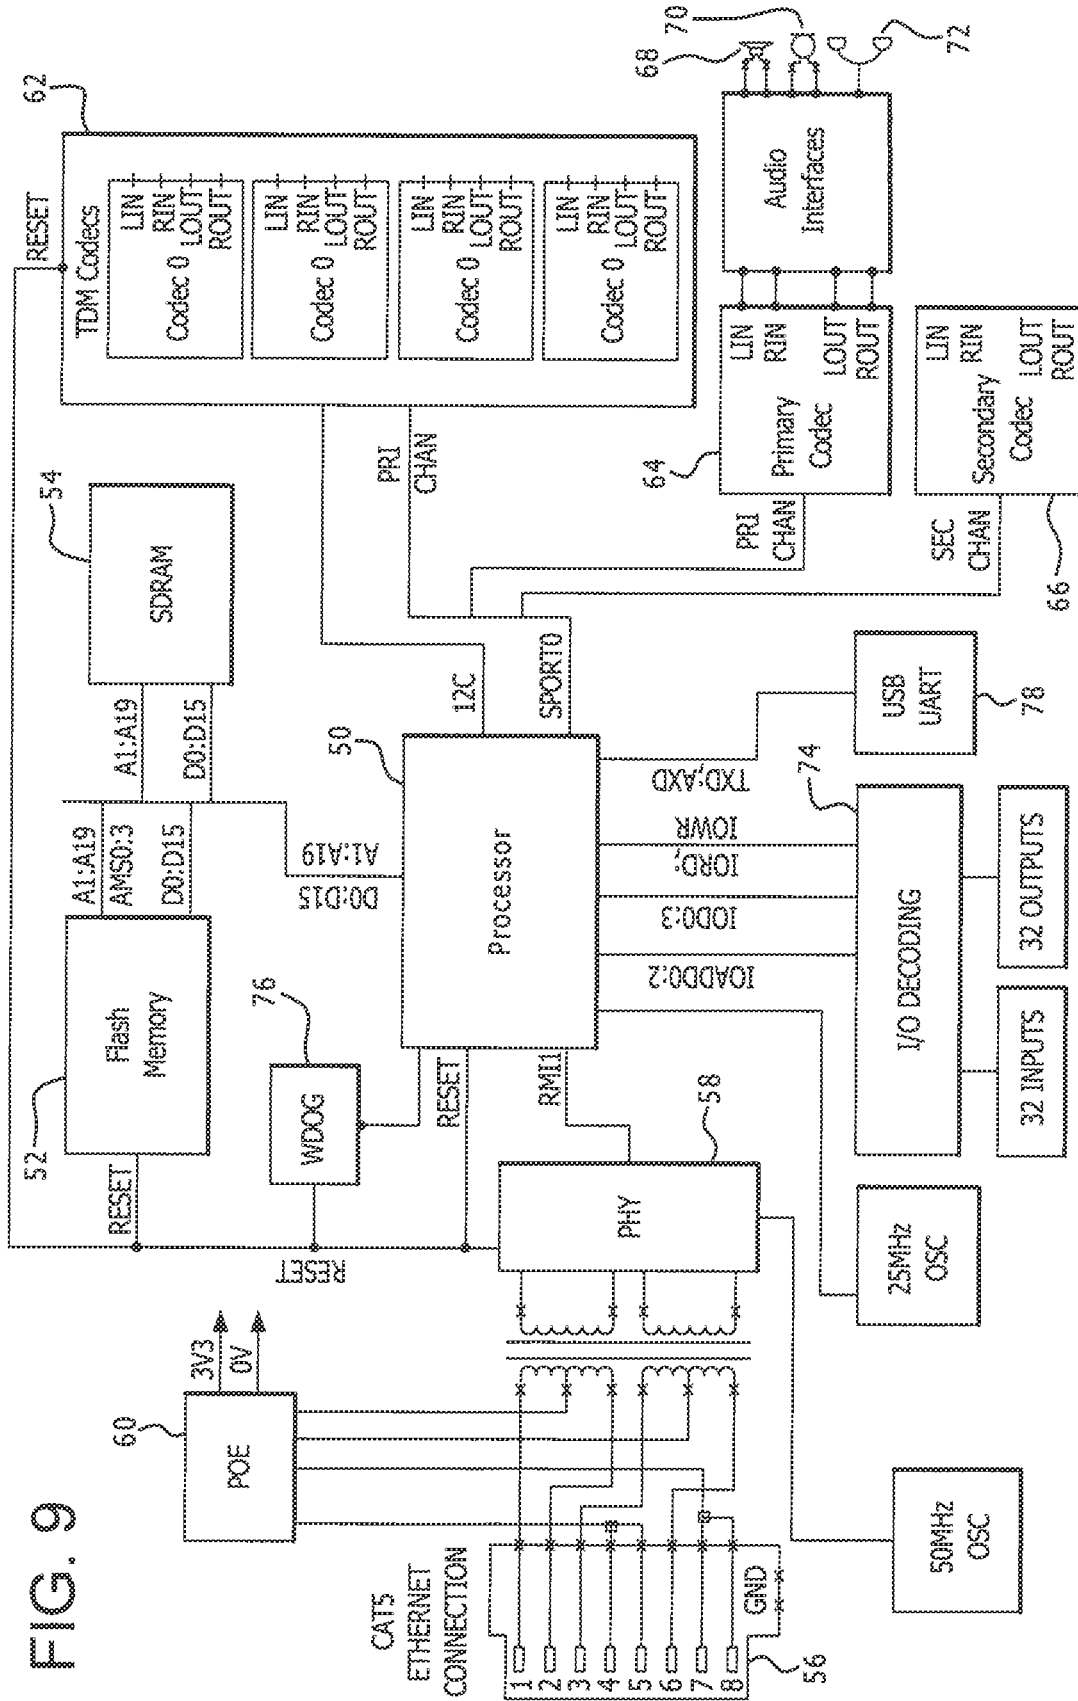 FIG. 9
CAT5
ETHERNET
CONNECTION
1
2
3
4
5
6
7
8
GND
56
60
POE
3V3
0V
50MHz
OSC
RESET
RESET
52
Flash
Memory
A1:A19
AMS0:3
D0:D15
54
SDRAM
A1:A19
D0:D15
RESET
62
TDM Codecs
Codec 0
LIN
RIN
LOUT
ROUT
Codec 0
LIN
RIN
LOUT
ROUT
Codec 0
LIN
RIN
LOUT
ROUT
Codec 0
LIN
RIN
LOUT
ROUT
76
WDOG
RESET
RMI1
PHY
58
D0:D15
A1:A19
50
Processor
12C
SPORT0
PRI
CHAN
PRI
CHAN
SEC
CHAN
64
Primary
Codec
LIN
RIN
LOUT
ROUT
66
Secondary
Codec
LIN
RIN
LOUT
ROUT
Audio
Interfaces
68
70
72
IOADD0:2
IOD0:3
IORD;
IOWR
TXD;AXD
25MHz
OSC
74
I/O DECODING
32 INPUTS
32 OUTPUTS
USB
UART
78